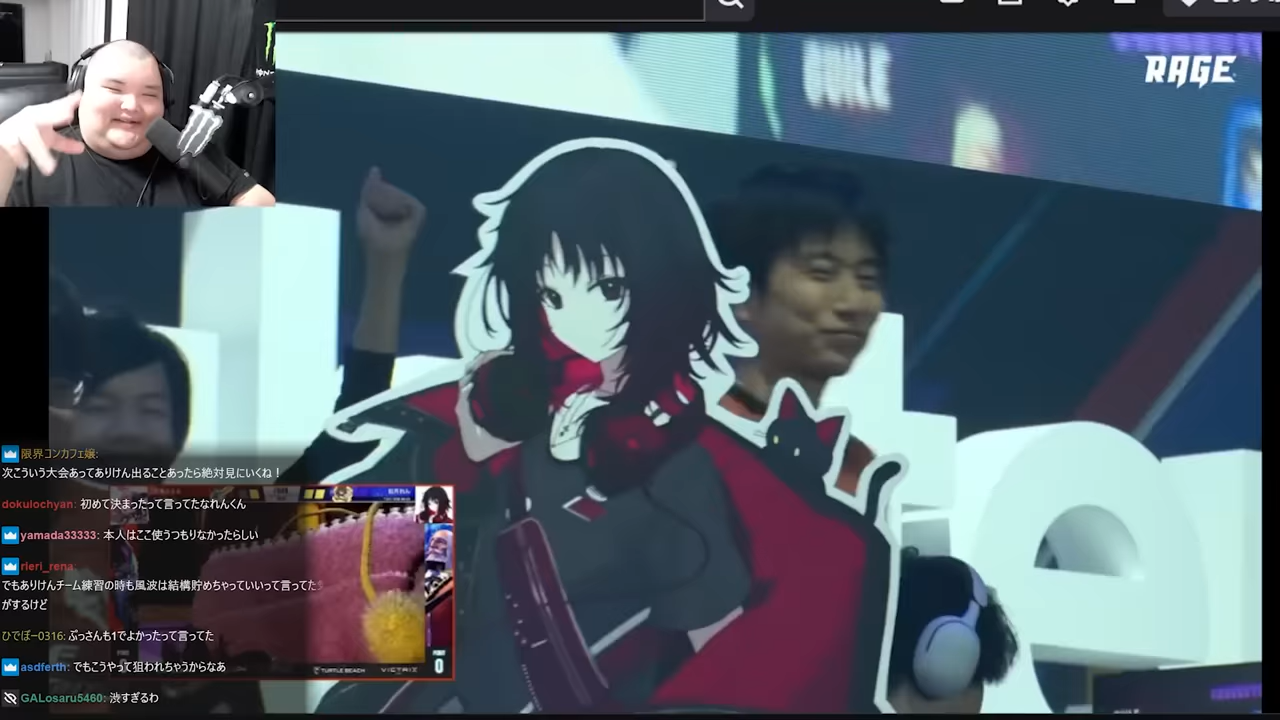 GUILE
RAGE
限界コンカフェ嬢:
次こういう大会あってありけん出ることあったら絶対見にいくね！
dokulochyan: 初めて決まったって言ってたなれんくん
yamada33333: 本人はここ使うつもりなかったらしい
rieri_rena:
でもありけんチーム練習の時も風波は結構貯めちゃっていいって言ってた
がするけど
ひでぼー0316: ぷっさんも1でよかったって言ってた
asdferth: でもこうやって狙われちゃうからなあ
GALosaru5460: 渋すぎるわ
TURTLE BEACH
VICTRIX
0
er